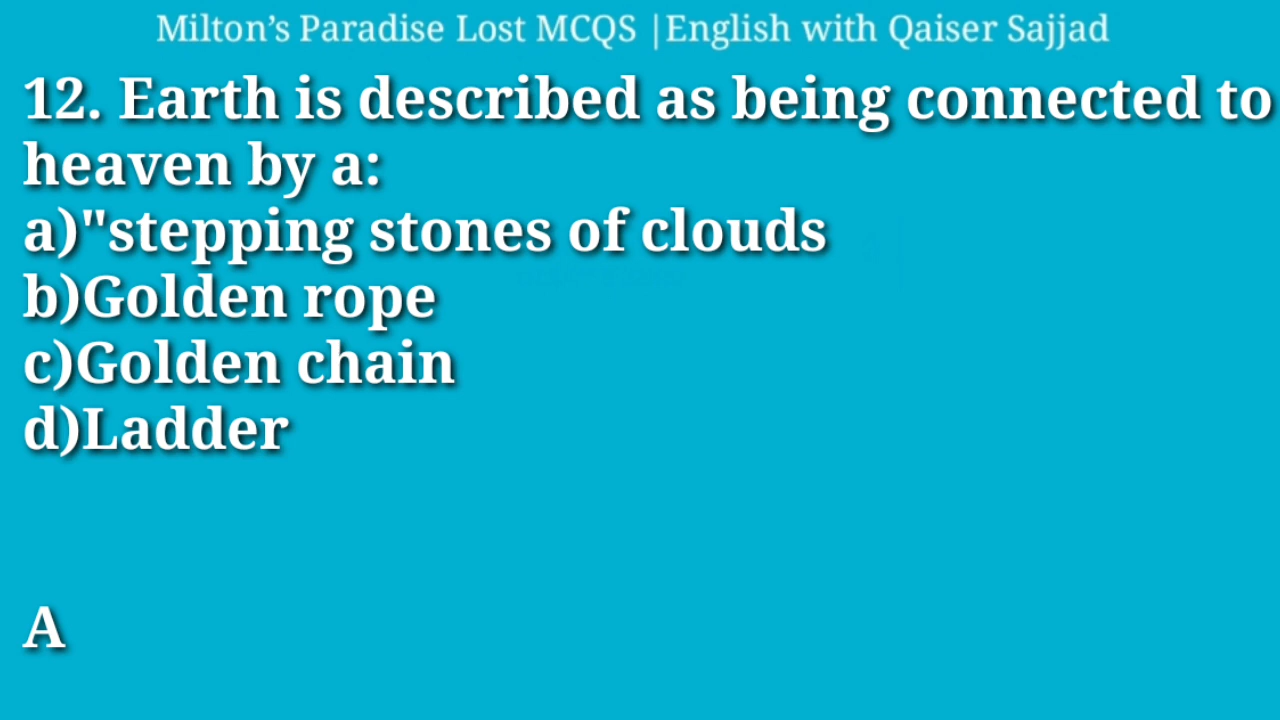 Milton’s Paradise Lost MCQS |English with Qaiser Sajjad
12. Earth is described as being connected to
heaven by a:
a)"stepping stones of clouds
b)Golden rope
c)Golden chain
d)Ladder
A